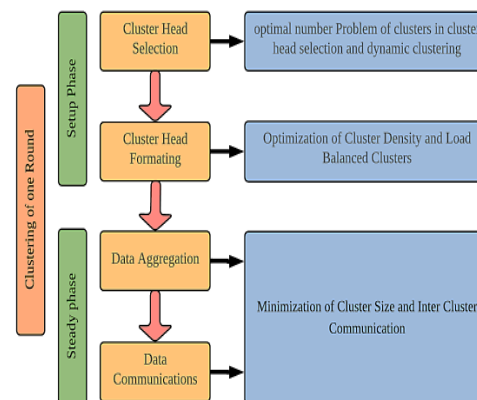 Clustering of one Round
Setup Phase
Cluster Head
Selection
optimal number Problem of clusters in cluster
head selection and dynamic clustering
Cluster Head
Formating
Optimization of Cluster Density and Load
Balanced Clusters
Steady phase
Data Aggregation
Data
Communications
Minimization of Cluster Size and Inter Cluster
Communication